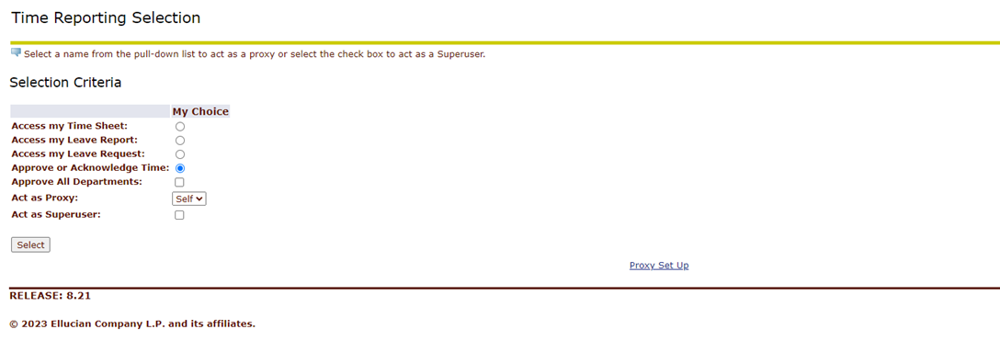 Time Reporting Selection
Select a name from the pull-down list to act as a proxy or select the check box to act as a Superuser.
Selection Criteria
My Choice
Access my Time Sheet:
Access my Leave Report:
Access my Leave Request:
Approve or Acknowledge Time:
Approve All Departments:
Act as Proxy: Self
Act as Superuser:
Select
Proxy Set Up
RELEASE: 8.21
© 2023 Ellucian Company L.P. and its affiliates.